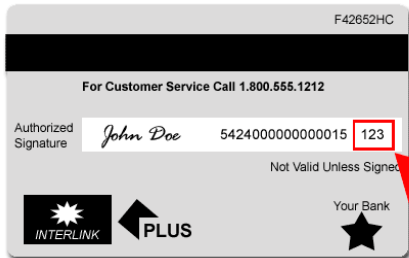 F42652HC
For Customer Service Call 1.800.555.1212
Authorized
Signature
John Doe 5424000000000015 123
Not Valid Unless Signed
INTERLINK
PLUS
Your Bank